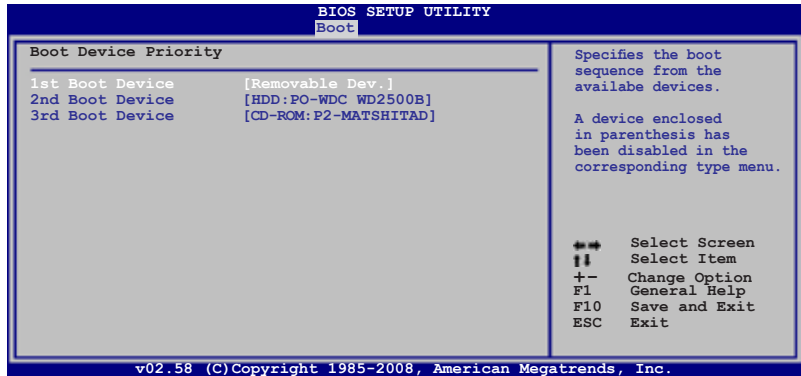 BIOS SETUP UTILITY
Boot
Boot Device Priority
1st Boot Device [Removable Dev.]
2nd Boot Device [HDD:PO-WDC WD2500B]
3rd Boot Device [CD-ROM:P2-MATSHITAD]
Specifies the boot
sequence from the
availabe devices.
A device enclosed
in parenthesis has
been disabled in the
corresponding type menu.
Select Screen
Select Item
+- Change Option
F1 General Help
F10 Save and Exit
ESC Exit
v02.58 (C)Copyright 1985-2008, American Megatrends, Inc.